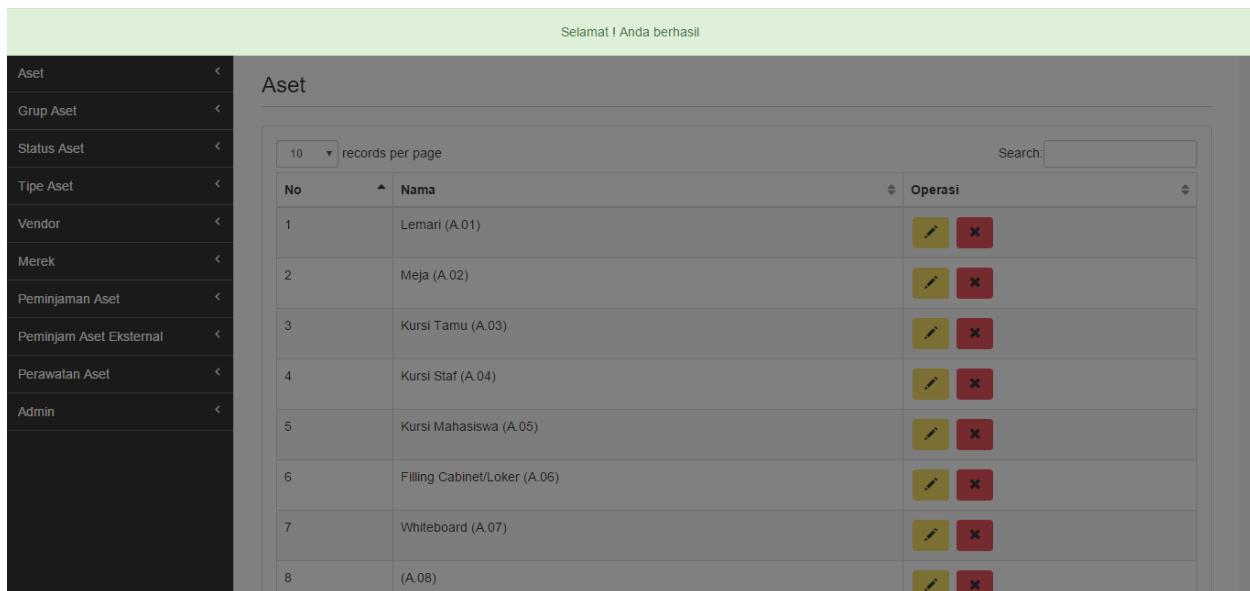 Selamat ! Anda berhasil
Aset
Grup Aset
Status Aset
Tipe Aset
Vendor
Merek
Peminjaman Aset
Peminjam Aset Eksternal
Perawatan Aset
Admin
Aset
10 records per page Search:
No Nama Operasi
1 Lemari (A.01)
2 Meja (A.02)
3 Kursi Tamu (A.03)
4 Kursi Staf (A.04)
5 Kursi Mahasiswa (A.05)
6 Filling Cabinet/Loker (A.06)
7 Whiteboard (A.07)
8 (A.08)